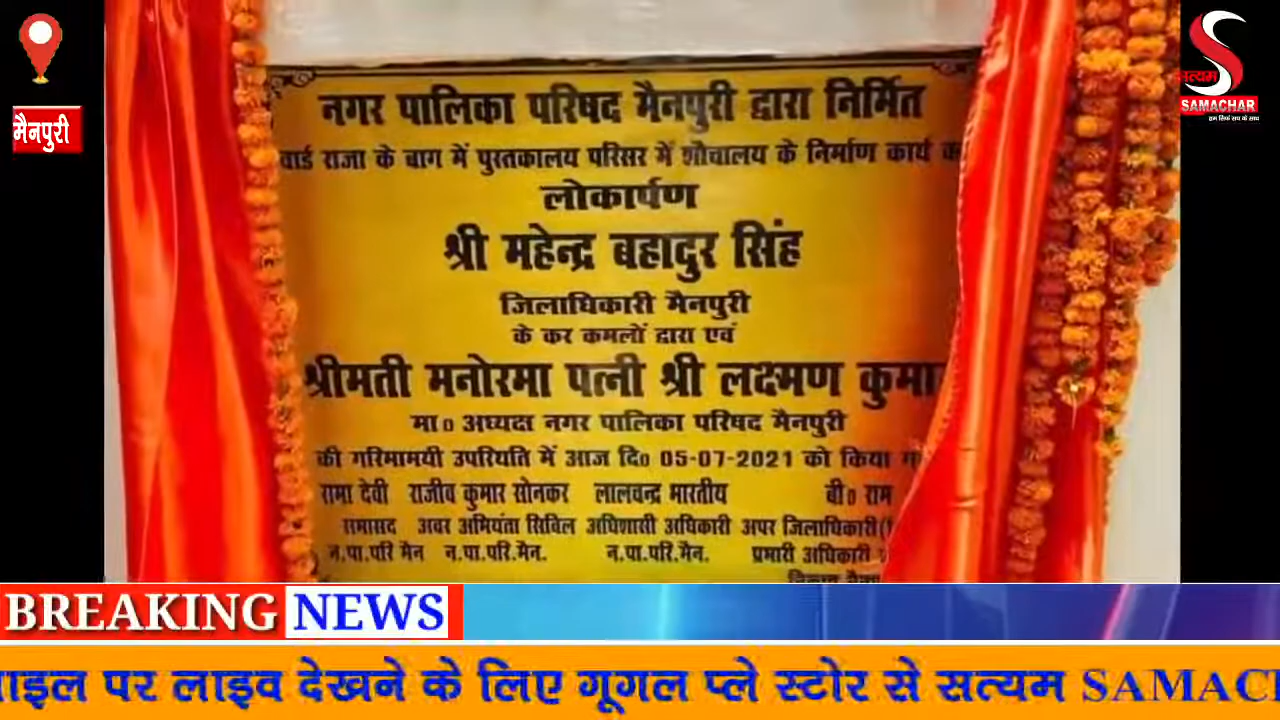 मैनपुरी
सत्यम
SAMACHAR
हम सिर्फ सच के साथ
नगर पालिका परिषद मैनपुरी द्वारा निर्मित
वार्ड राजा के बाग में पुस्तकालय परिसर में शौचालय के निर्माण कार्य
लोकार्पण
श्री महेन्द्र बहादुर सिंह
जिलाधिकारी मैनपुरी
के कर कमलों द्वारा एवं
श्रीमती मनोरमा पत्नी श्री लक्ष्मण कुमार
मा० अध्यक्ष नगर पालिका परिषद मैनपुरी
की गरिमामयी उपस्थिति में आज दि० 05-07-2021 को किया
रामा देवी राजीव कुमार सोनकर लालचन्द्र भारतीय बी० राम
सभासद अवर अभियंता सिविल अधिशासी अधिकारी अपर जिलाधिकारी
न.पा.परि मैन न.पा.परि.मैन. न.पा.परि.मैन. प्रभारी अधिकारी
BREAKING NEWS
पर लाइव देखने के लिए गूगल प्ले स्टोर से सत्यम